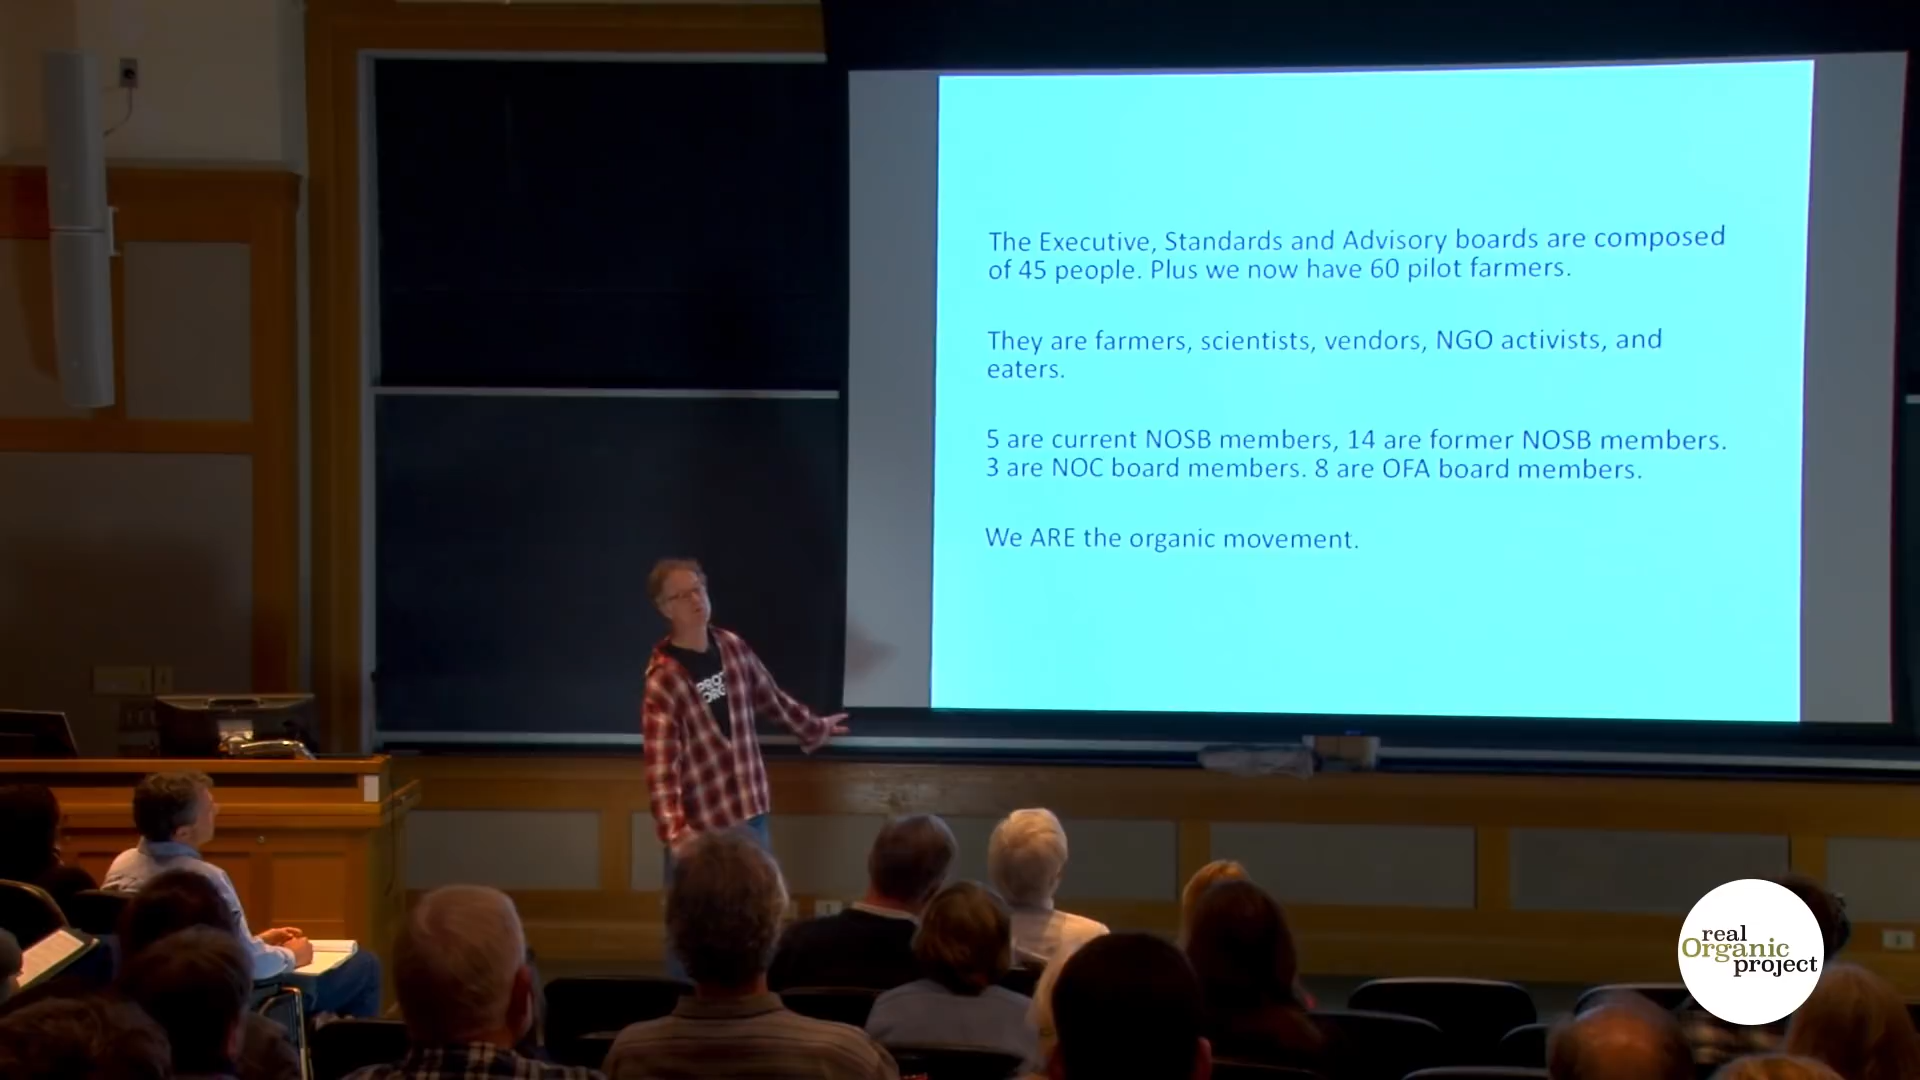 The Executive, Standards and Advisory boards are composed
of 45 people. Plus we now have 60 pilot farmers.
They are farmers, scientists, vendors, NGO activists, and
eaters.
5 are current NOSB members, 14 are former NOSB members.
3 are NOC board members. 8 are OFA board members.
We ARE the organic movement.
real
Organic
project